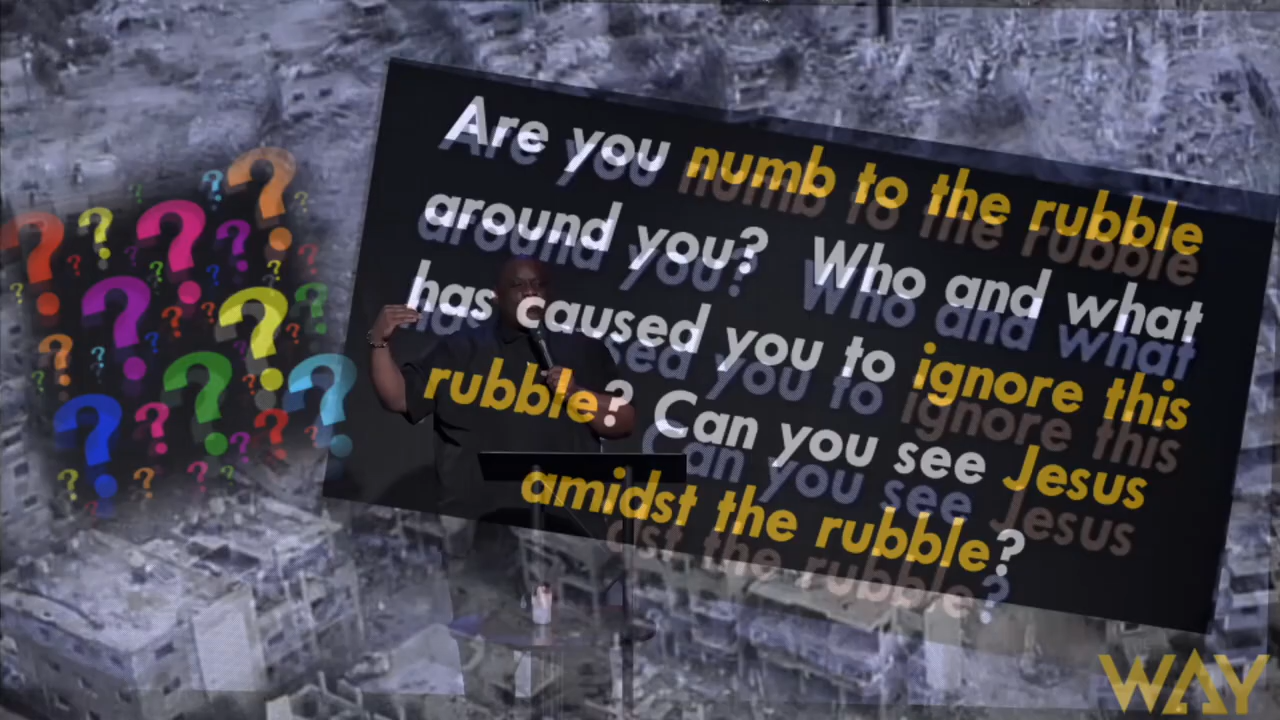 Are you numb to the rubble
around you? Who and what
has caused you to ignore this
rubble? Can you see Jesus
amidst the rubble?
WAY